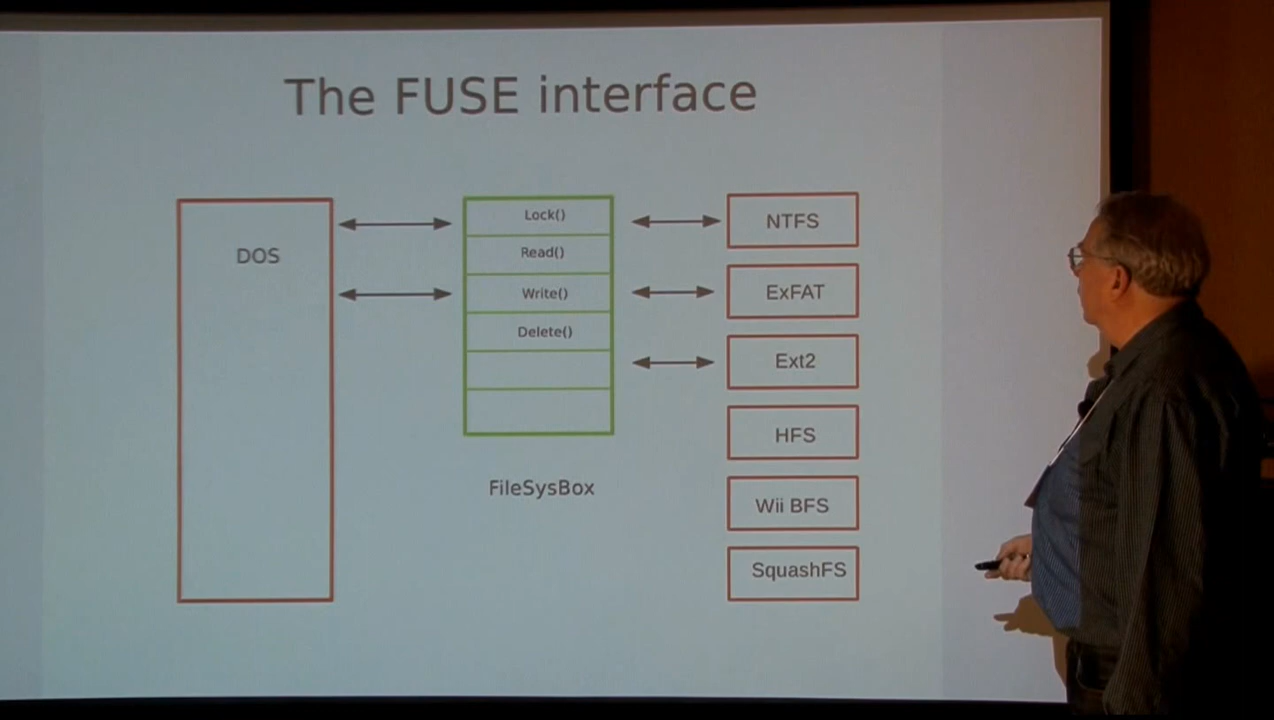 The FUSE interface
DOS
Lock()
Read()
Write()
Delete()
FileSysBox
NTFS
ExFAT
Ext2
HFS
Wii BFS
SquashFS